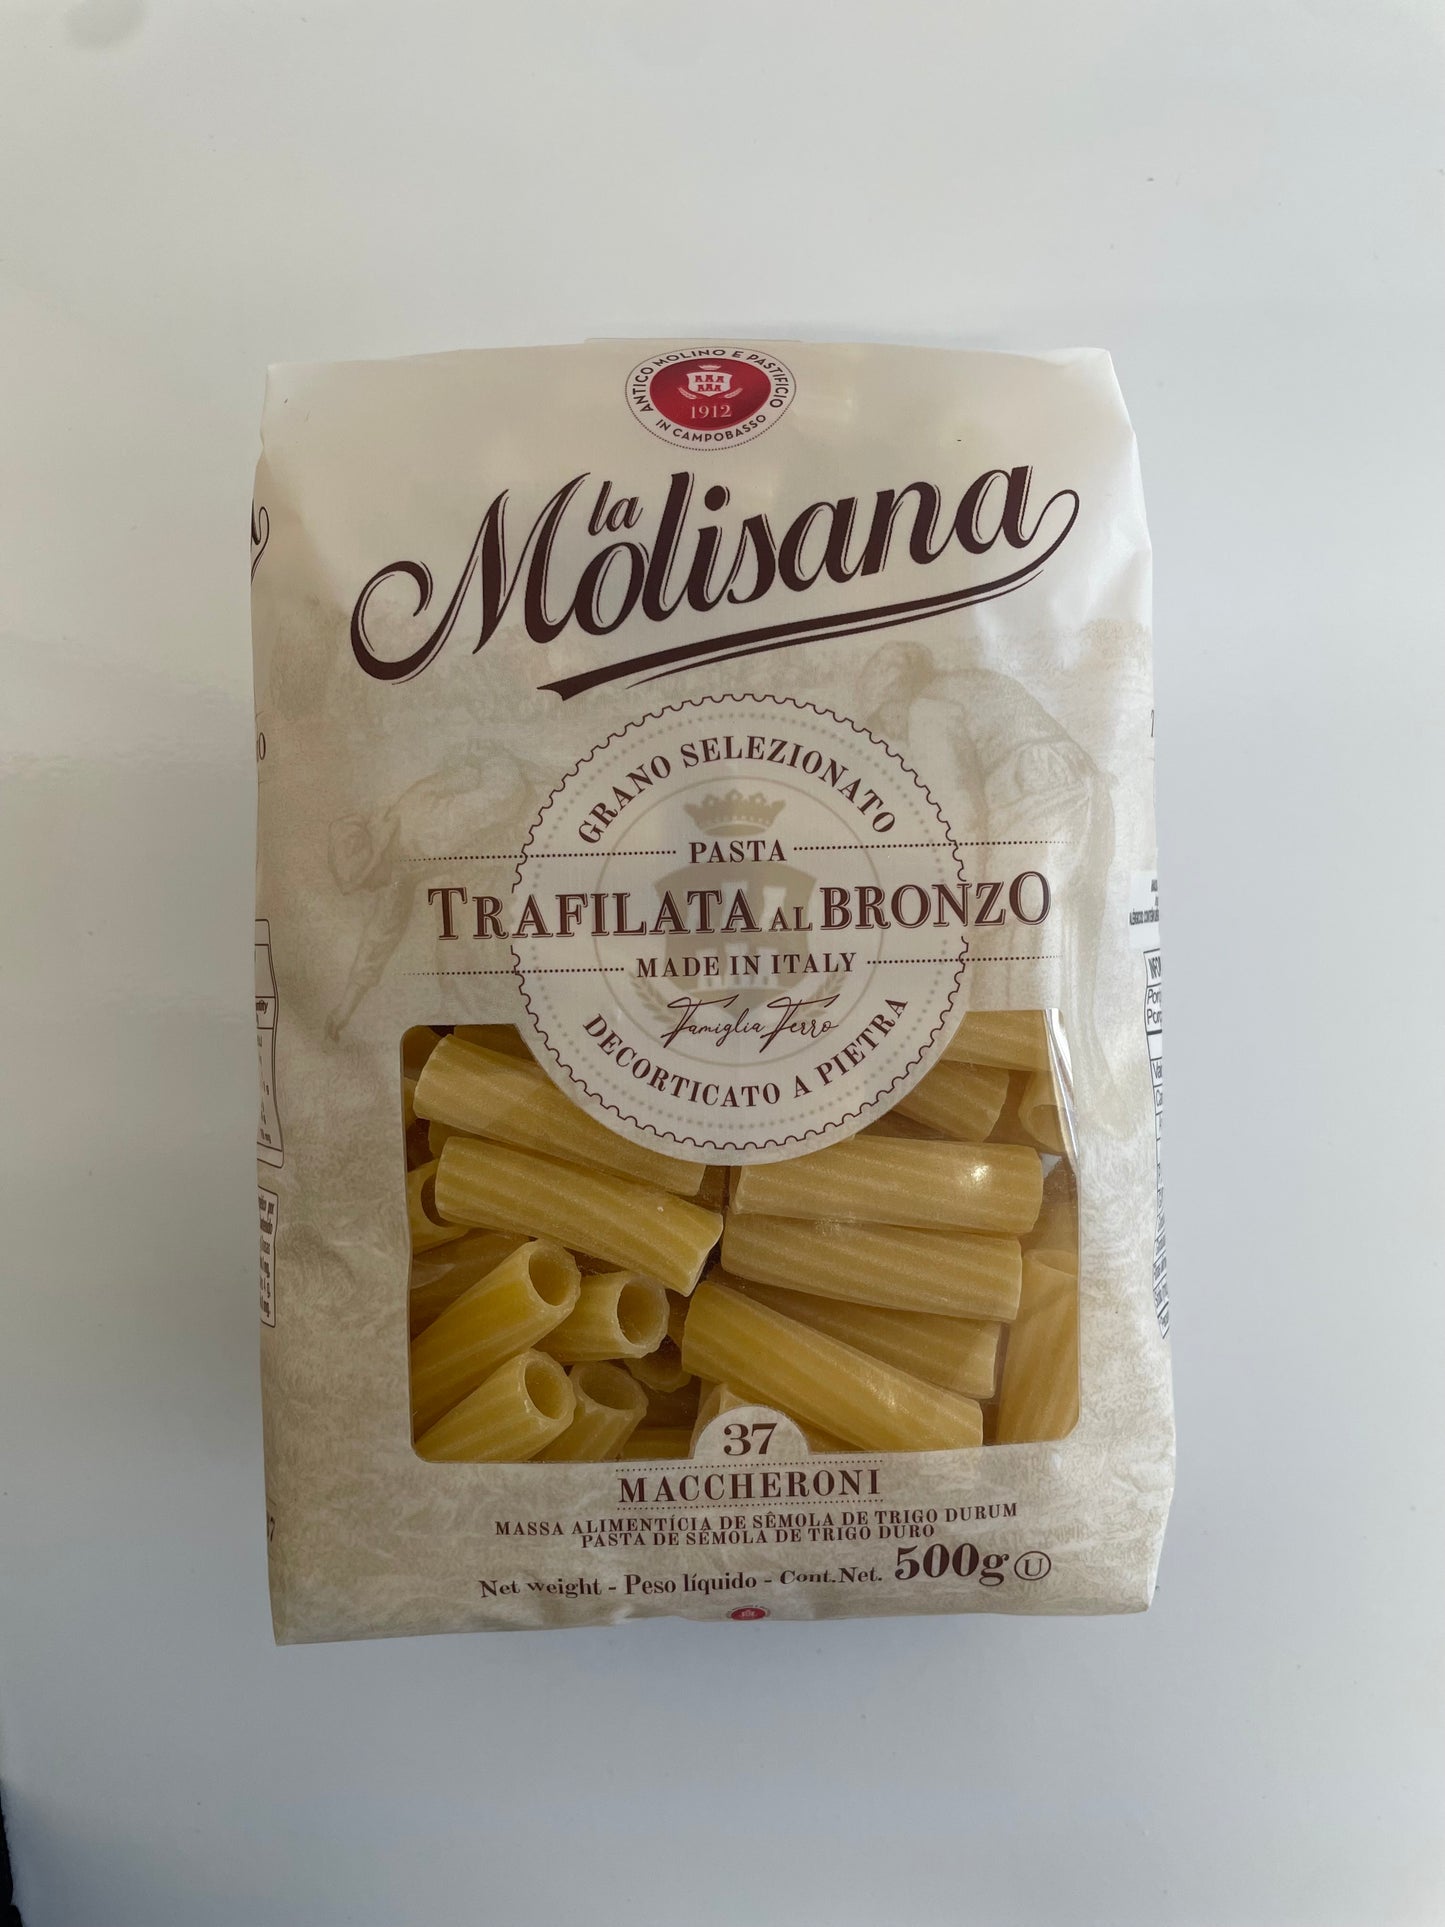 ANTICO MOLINO E PASTIFICIO
1912
IN CAMPOBASSO
la
Molisana
GRANO SELEZIONATO
PASTA
TRAFILATA AL BRONZO
MADE IN ITALY
Famiglia Ferro
DECORTICATO A PIETRA
37
MACCHERONI
MASSA ALIMENTÍCIA DE SÊMOLA DE TRIGO DURUM
PASTA DE SÉMOLA DE TRIGO DURO
Net weight - Peso líquido - Cont. Net. 500g U